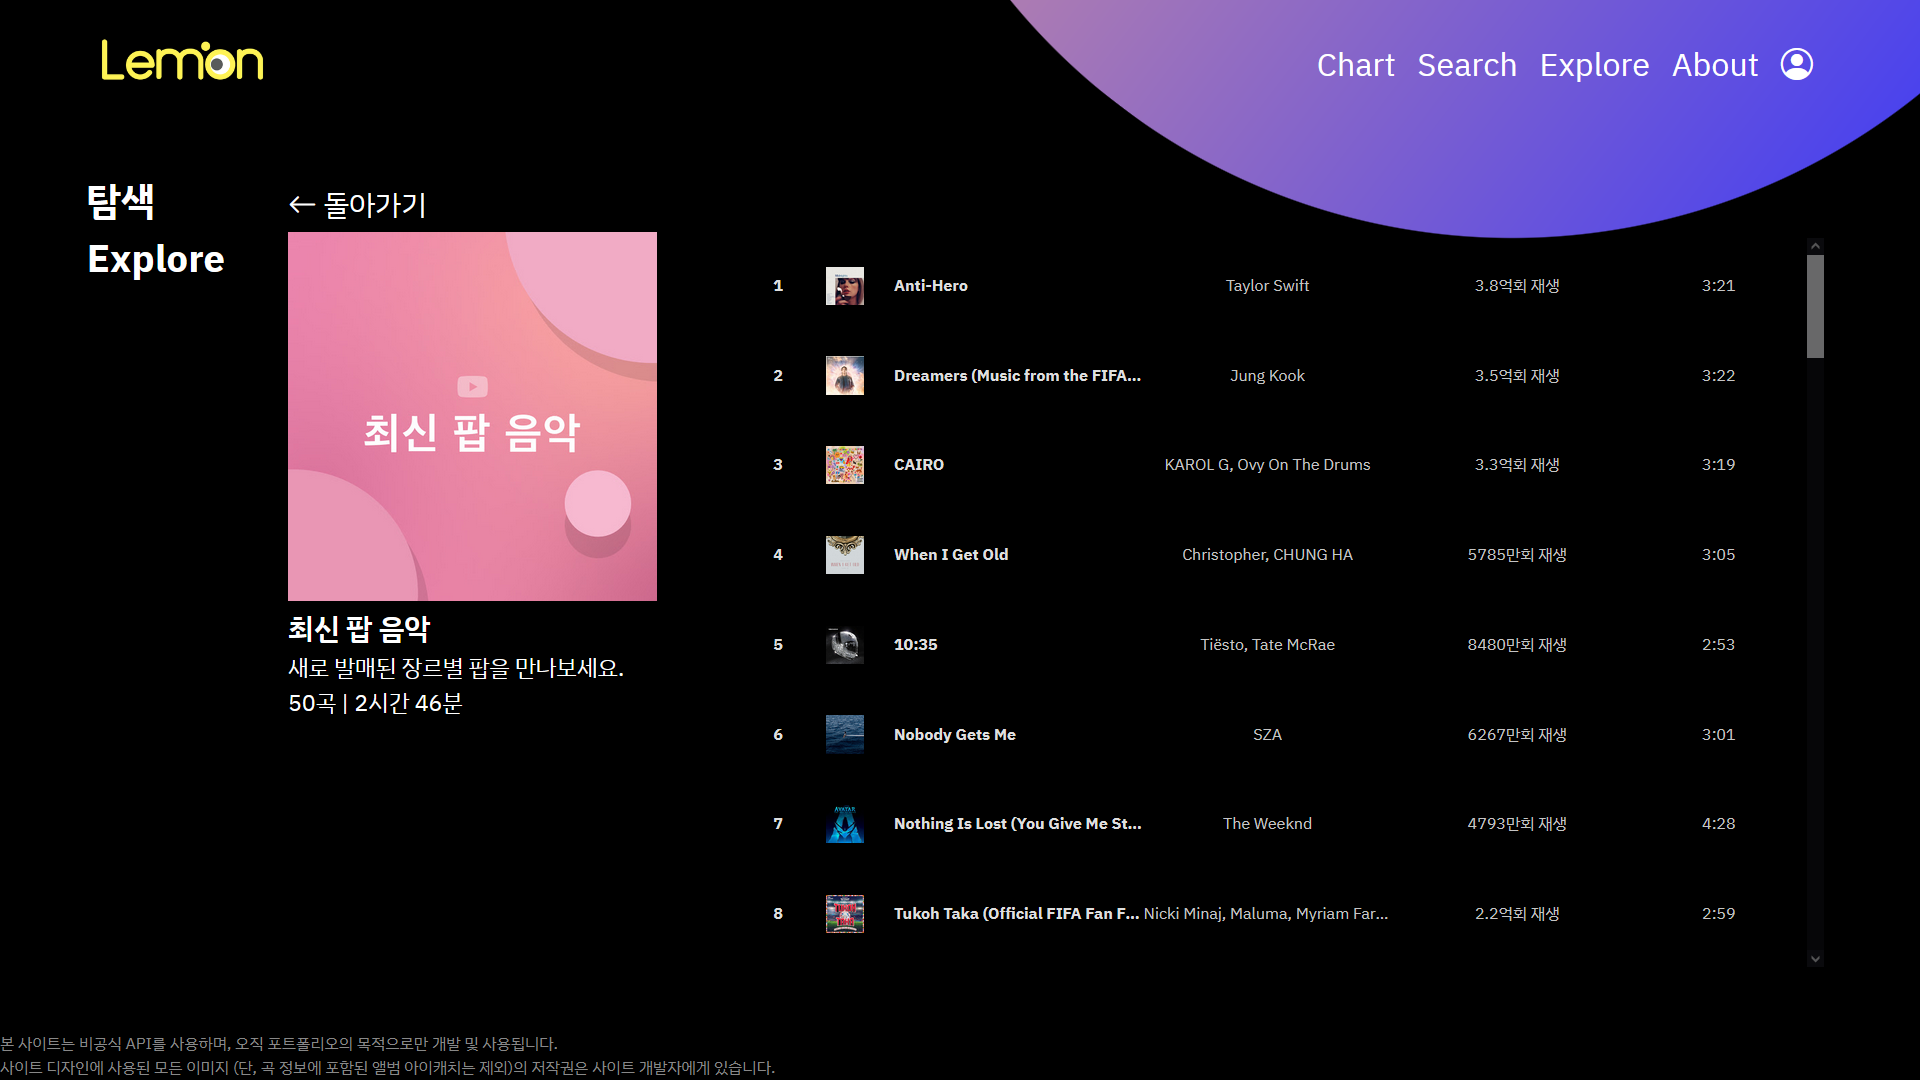 Lemon
Chart Search Explore About
탐색
Explore
돌아가기
최신 팝 음악
최신 팝 음악
새로 발매된 장르별 팝을 만나보세요.
50곡 | 2시간 46분
1 Anti-Hero Taylor Swift 3.8억회 재생 3:21
2 Dreamers (Music from the FIFA... Jung Kook 3.5억회 재생 3:22
3 CAIRO KAROL G, Ovy On The Drums 3.3억회 재생 3:19
4 When I Get Old Christopher, CHUNG HA 5785만회 재생 3:05
5 10:35 Tiësto, Tate McRae 8480만회 재생 2:53
6 Nobody Gets Me SZA 6267만회 재생 3:01
AVATAR
7 Nothing Is Lost (You Give Me St... The Weeknd 4793만회 재생 4:28
8 Tukoh Taka (Official FIFA Fan F... Nicki Minaj, Maluma, Myriam Far... 2.2억회 재생 2:59
본 사이트는 비공식 API를 사용하며, 오직 포트폴리오의 목적으로만 개발 및 사용됩니다.
사이트 디자인에 사용된 모든 이미지 (단, 곡 정보에 포함된 앨범 아이캐치는 제외)의 저작권은 사이트 개발자에게 있습니다.